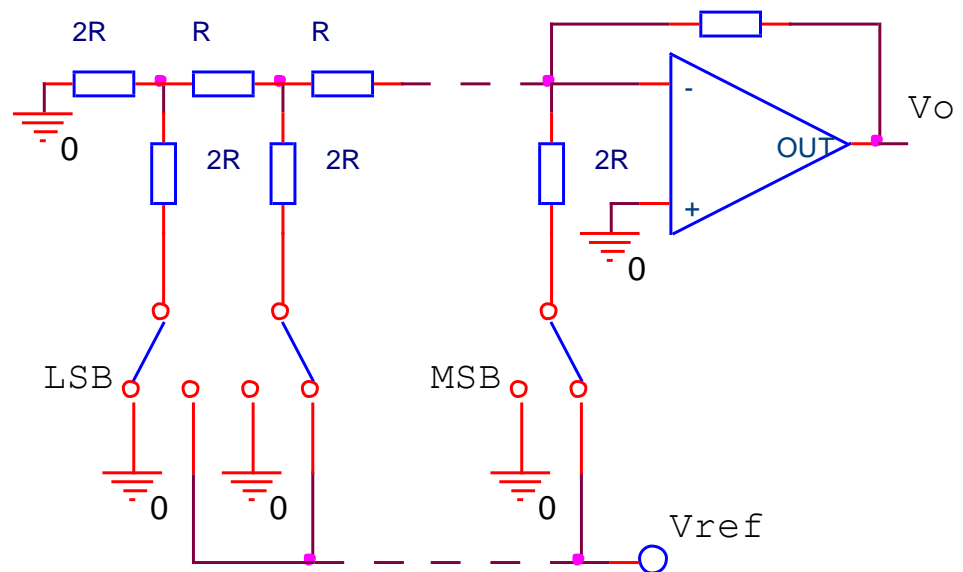 2R R R
Vo
-
0
OUT
2R 2R 2R
+
0
LSB MSB
0 0 0
Vref